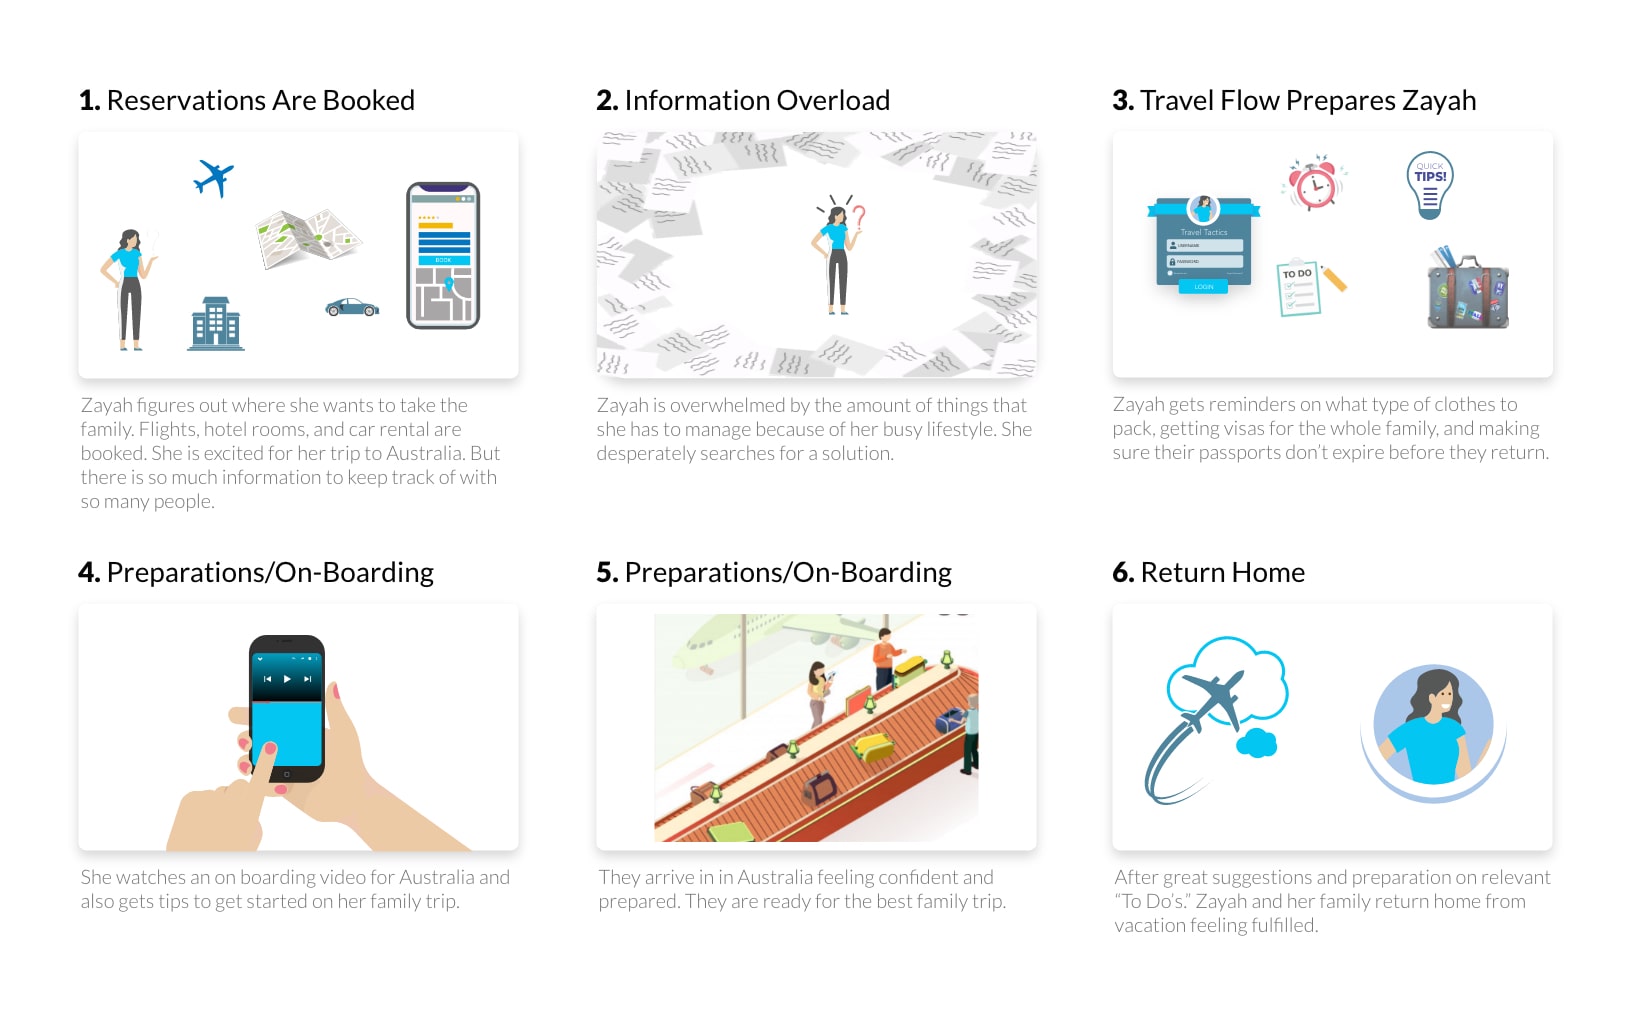 1. Reservations Are Booked
BOOK
Zayah figures out where she wants to take the
family. Flights, hotel rooms, and car rental are
booked. She is excited for her trip to Australia. But
there is so much information to keep track of with
so many people.
2. Information Overload
?
Zayah is overwhelmed by the amount of things that
she has to manage because of her busy lifestyle. She
desperately searches for a solution.
3. Travel Flow Prepares Zayah
Travel Tactics
USERNAME
PASSWORD
LOGIN
TO DO
QUICK
TIPS!
Zayah gets reminders on what type of clothes to
pack, getting visas for the whole family, and making
sure their passports don't expire before they return.
4. Preparations/On-Boarding
She watches an on boarding video for Australia and
also gets tips to get started on her family trip.
5. Preparations/On-Boarding
They arrive in in Australia feeling confident and
prepared. They are ready for the best family trip.
6. Return Home
After great suggestions and preparation on relevant
“To Do's.” Zayah and her family return home from
vacation feeling fulfilled.